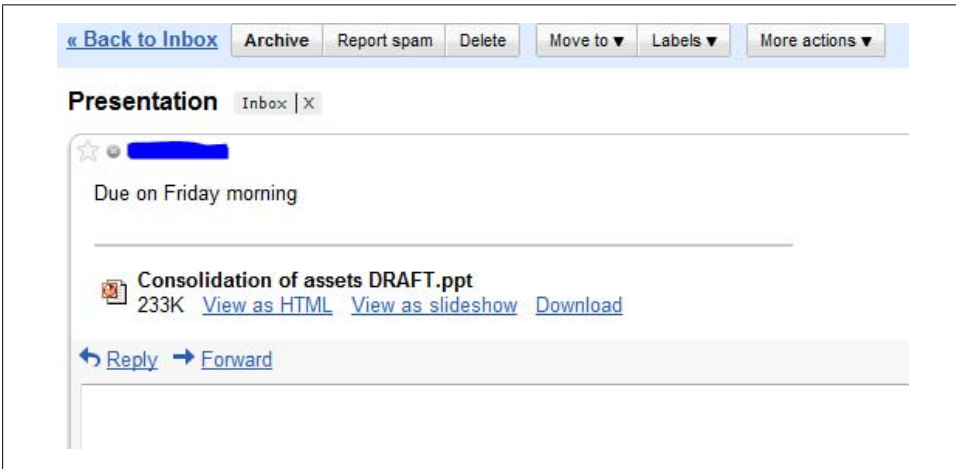 « Back to Inbox Archive Report spam Delete Move to ▼ Labels ▼ More actions ▼
Presentation Inbox | X
Due on Friday morning
Consolidation of assets DRAFT.ppt
233K View as HTML View as slideshow Download
Reply Forward